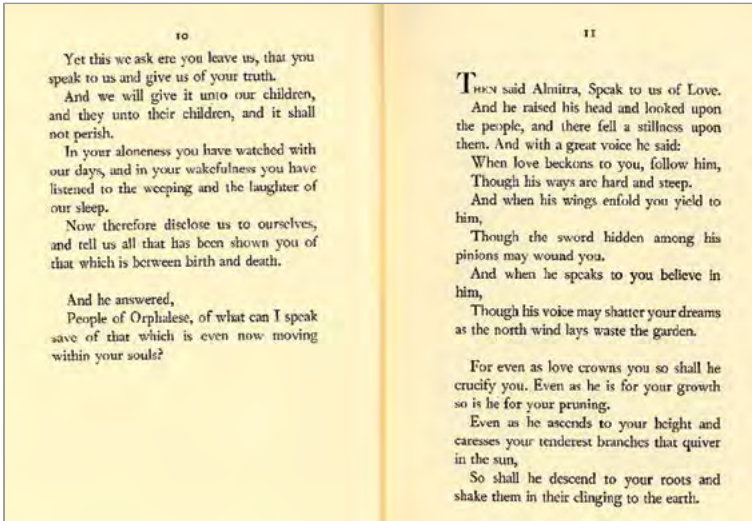 10
Yet this we ask ere you leave us, that you
speak to us and give us of your truth.
And we will give it unto our children,
and they unto their children, and it shall
not perish.
In your aloneness you have watched with
our days, and in your wakefulness you have
listened to the weeping and the laughter of
our sleep.
Now therefore disclose us to ourselves,
and tell us all that has been shown you of
that which is between birth and death.
And he answered,
People of Orphalese, of what can I speak
save of that which is even now moving
within your souls?
11
THEN said Almitra, Speak to us of Love.
And he raised his head and looked upon
the people, and there fell a stillness upon
them. And with a great voice he said:
When love beckons to you, follow him,
Though his ways are hard and steep.
And when his wings enfold you yield to
him,
Though the sword hidden among his
pinions may wound you.
And when he speaks to you believe in
him,
Though his voice may shatter your dreams
as the north wind lays waste the garden.
For even as love crowns you so shall he
crucify you. Even as he is for your growth
so is he for your pruning.
Even as he ascends to your height and
caresses your tenderest branches that quiver
in the sun,
So shall he descend to your roots and
shake them in their clinging to the earth.